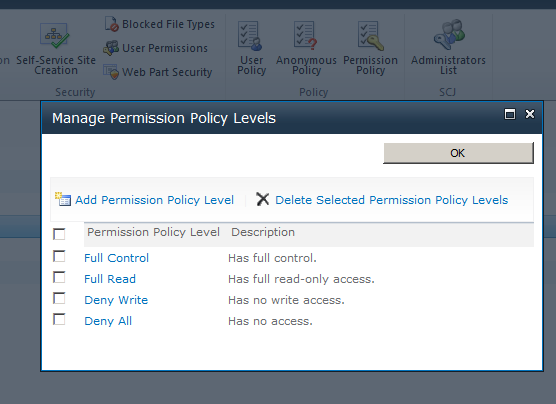 Blocked File Types
on Self-Service Site Creation
User Permissions
Web Part Security
User Policy
Anonymous Policy
Permission Policy
Administrators List
Security
Policy
SCJ
Manage Permission Policy Levels
OK
Add Permission Policy Level
Delete Selected Permission Policy Levels
Permission Policy Level Description
Full Control Has full control.
Full Read Has full read-only access.
Deny Write Has no write access.
Deny All Has no access.